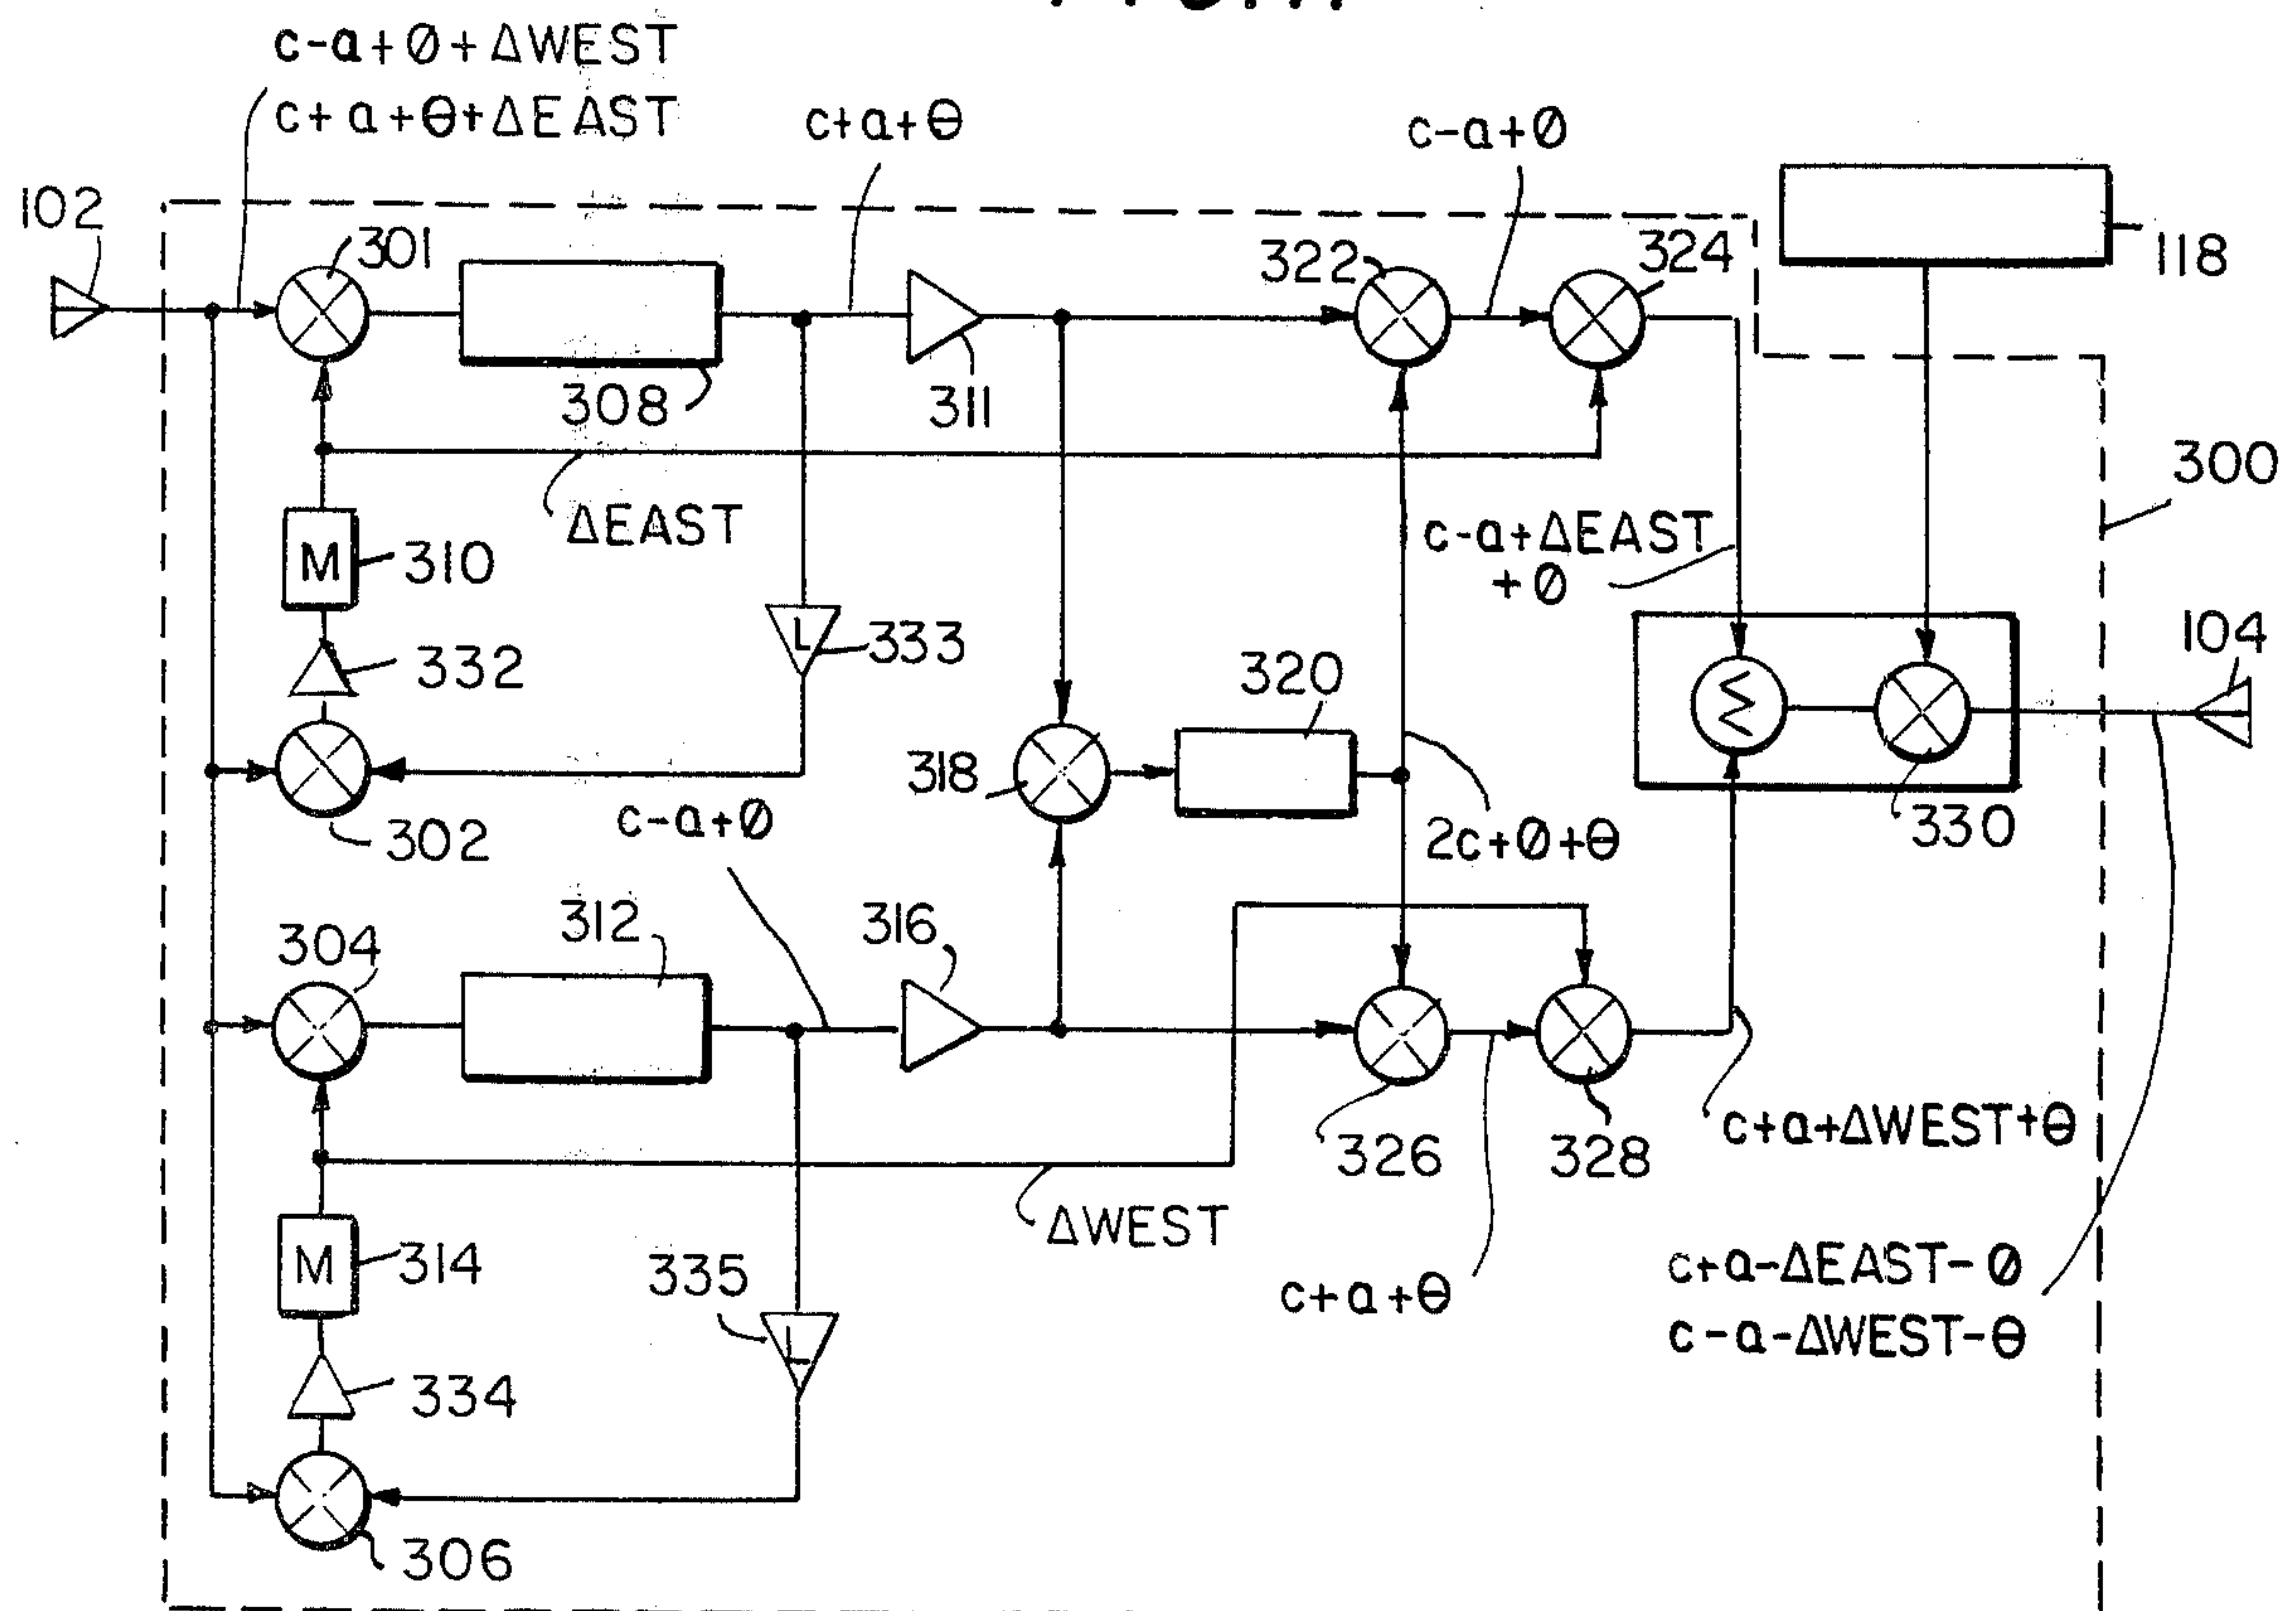 c-a+Ø+ΔWEST
c+a+θ+ΔEAST
c+a+θ
c-a+Ø
102
301
322
324
118
308
311
300
ΔEAST
c-a+ΔEAST
+Ø
M
310
333
L
104
332
320
318
302
c-a+Ø
2c+Ø+θ
330
304
312
316
326
328
c+a+ΔWEST+θ
ΔWEST
M
314
335
L
c+a+θ
c+a-ΔEAST-Ø
c-a-ΔWEST-θ
334
306
Σ